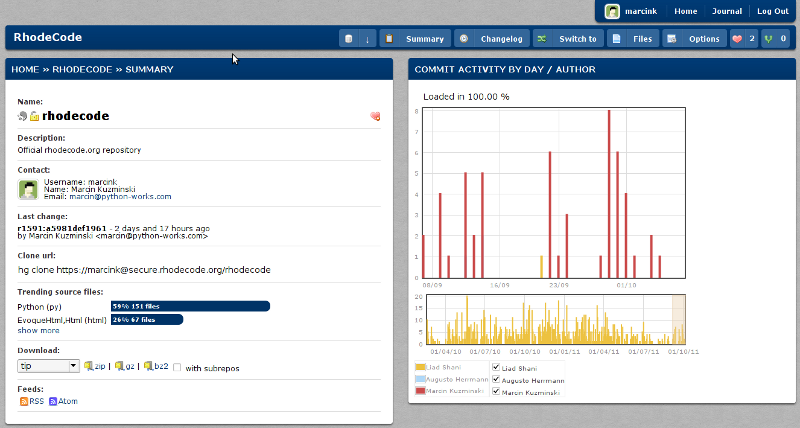 marcink Home Journal Log Out
RhodeCode
↓ Summary Changelog Switch to Files Options 2 0
HOME » RHODECODE » SUMMARY
Name:
rhodecode
Description:
Official rhodecode.org repository
Contact:
Username: marcink
Name: Marcin Kuzminski
Email: marcin@python-works.com
Last change:
r1591:a5981def1961 - 2 days and 17 hours ago
by Marcin Kuzminski <marcin@python-works.com>
Clone url:
hg clone https://marcink@secure.rhodecode.org/rhodecode
Trending source files:
Python (py) 59% 151 files
EvoqueHtml,Html (html) 26% 67 files
show more
Download:
tip zip | gz | bz2 with subrepos
Feeds:
RSS Atom
COMMIT ACTIVITY BY DAY / AUTHOR
Loaded in 100.00 %
8
7
6
5
4
3
2
1
0
08/09 16/09 23/09 01/10
20
15
10
5
0
01/04/10 01/07/10 01/10/10 01/01/11 01/04/11 01/07/11 01/10/11
Liad Shani Liad Shani
Augusto Herrmann Augusto Herrmann
Marcin Kuzminski Marcin Kuzminski